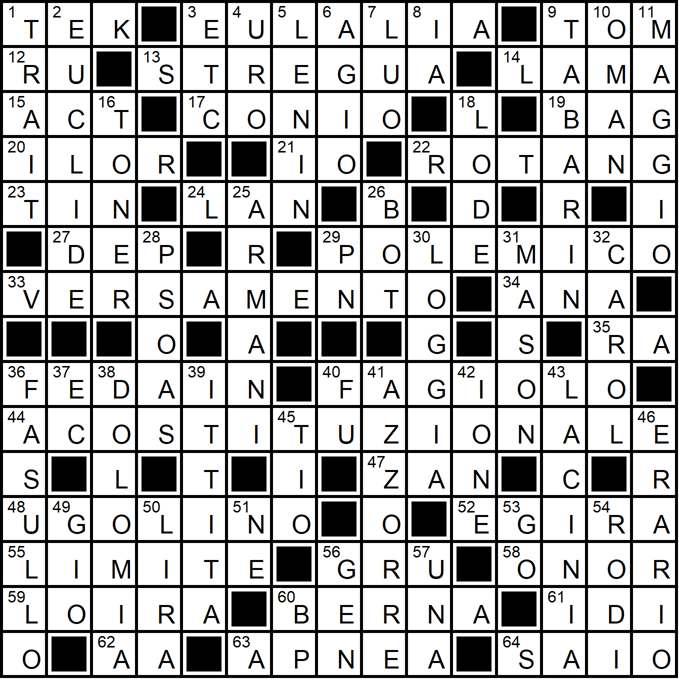 1T 2E K 3E 4U 5L 6A 7L 8I A 9T 10O 11M
12R U 13S T R E G U A 14L A M A
15A C 16T 17C O N I O 18L 19B A G
20I L O R 21I O 22R O T A N G
23T I N 24L 25A N 26B D R I
27D E 28P R 29P O 30L E 31M I 32C O
33V E R S A M E N T O 34A N A
O A G S 35R A
36F 37E 38D A 39I N 40F 41A G 42I O 43L O
44A C O S T I 45T U Z I O N A L 46E
S L T I 47Z A N C R
48U 49G O 50L I 51N O O 52E 53G I 54R A
55L I M I T E 56G R 57U 58O N O R
59L O I R A 60B E R N A 61I D I
O 62A A 63A P N E A 64S A I O